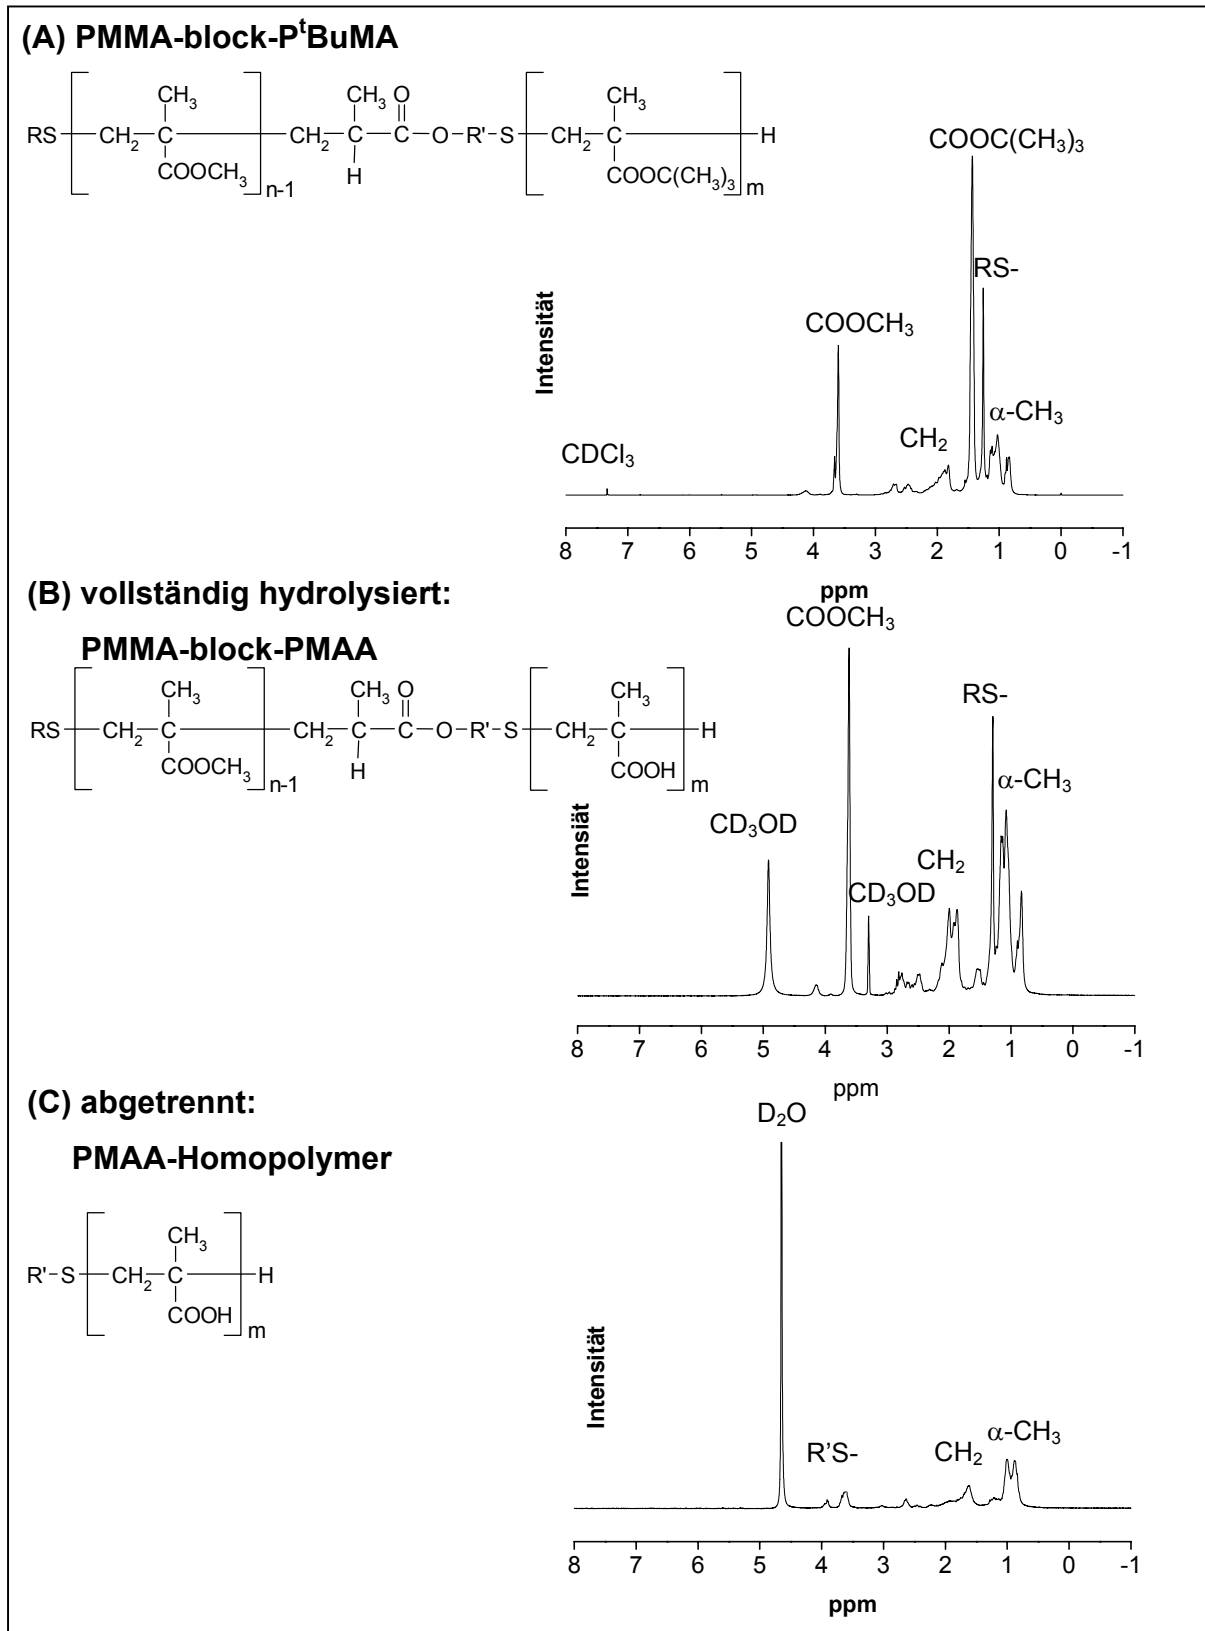 (A) PMMA-block-PᵗBuMA
CH₃
CH₃ O
CH₃
RS CH₂ C CH₂ C C O R' S CH₂ C H
COOCH₃ n-1 H COOC(CH₃)₃ m
COOC(CH₃)₃
RS-
COOCH₃
α-CH₃
CH₂
CDCl₃
Intensität
8 7 6 5 4 3 2 1 0 -1
ppm
(B) vollständig hydrolysiert:
PMMA-block-PMAA
CH₃
CH₃ O
CH₃
RS CH₂ C CH₂ C C O R' S CH₂ C H
COOCH₃ n-1 H COOH m
COOCH₃
RS-
α-CH₃
CD₃OD
CH₂
CD₃OD
Intensiät
8 7 6 5 4 3 2 1 0 -1
ppm
(C) abgetrennt:
PMAA-Homopolymer
CH₃
R' S CH₂ C H
COOH m
D₂O
R'S-
CH₂
α-CH₃
Intensität
8 7 6 5 4 3 2 1 0 -1
ppm